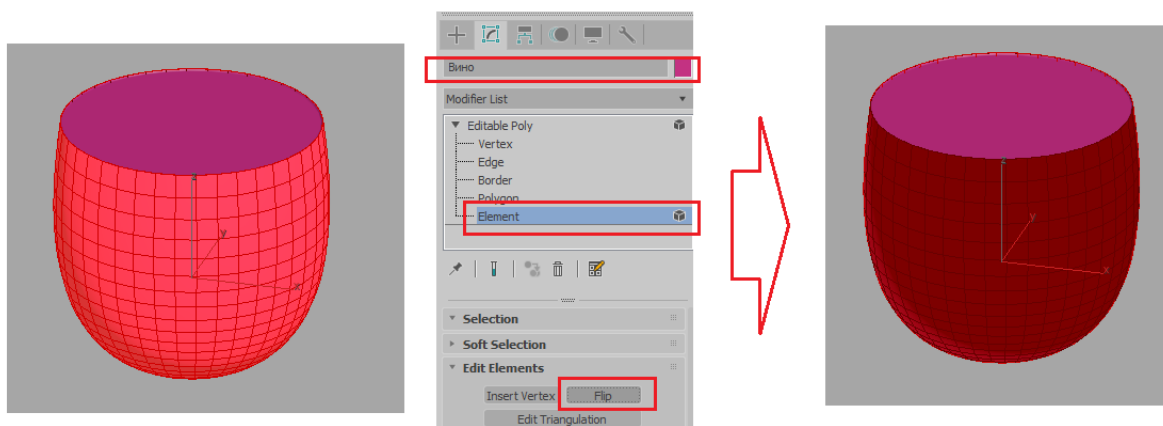 Вино
Modifier List
Editable Poly
Vertex
Edge
Border
Polygon
Element
Selection
Soft Selection
Edit Elements
Insert Vertex Flip
Edit Triangulation
z
y
x
z
y
x